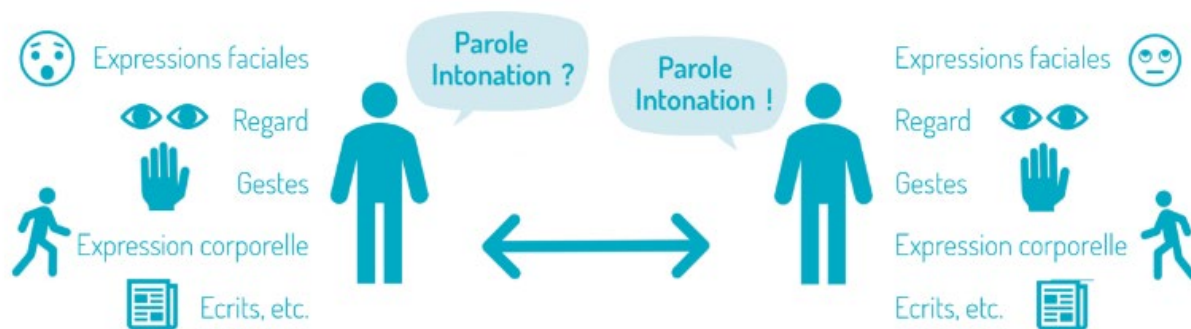 Expressions faciales
Regard
Gestes
Expression corporelle
Ecrits, etc.
Parole
Intonation ?
Parole
Intonation !
Expressions faciales
Regard
Gestes
Expression corporelle
Ecrits, etc.